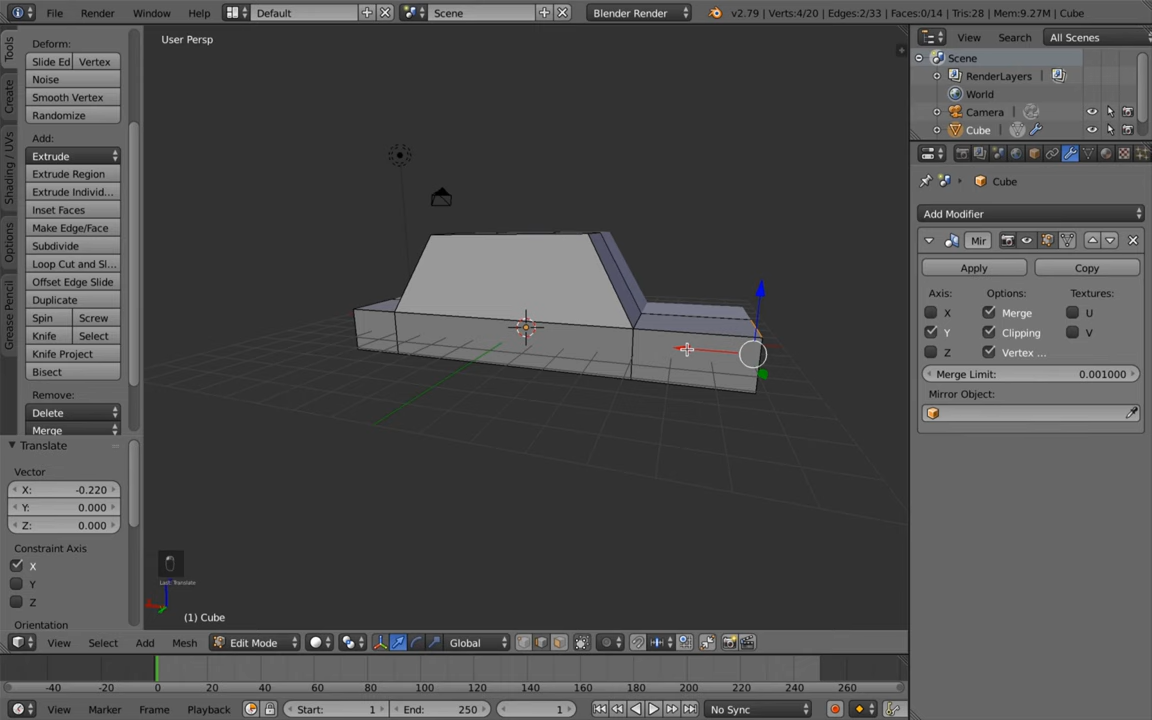 File Render Window Help Default Scene Blender Render v2.79 | Verts:4/20 | Edges:2/33 | Faces:0/14 | Tris:28 | Mem:9.27M | Cube
View Search All Scenes
Scene
RenderLayers
World
Camera
Cube
Cube
Add Modifier
Mir
Apply Copy
Axis: Options: Textures:
X Merge U
Y Clipping V
Z Vertex ...
Merge Limit: 0.001000
Mirror Object:
Tools
Create
Shading / UVs
Options
Grease Pencil
Deform:
Slide Ed Vertex
Noise
Smooth Vertex
Randomize
Add:
Extrude
Extrude Region
Extrude Individ...
Inset Faces
Make Edge/Face
Subdivide
Loop Cut and Sl...
Offset Edge Slide
Duplicate
Spin Screw
Knife Select
Knife Project
Bisect
Remove:
Delete
Merge
Translate
Vector
X: -0.220
Y: 0.000
Z: 0.000
Constraint Axis
X
Y
Z
Orientation
User Persp
Last: Translate
(1) Cube
View Select Add Mesh Edit Mode Global
-40 -20 0 20 40 60 80 100 120 140 160 180 200 220 240 260
View Marker Frame Playback Start: 1 End: 250 1 No Sync